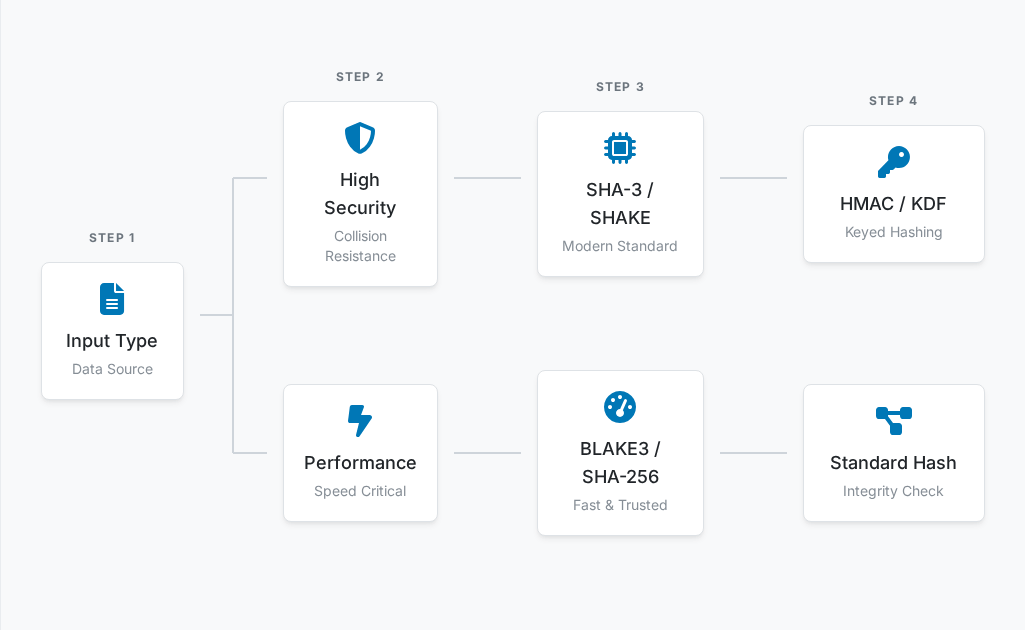 STEP 1
Input Type
Data Source
STEP 2
High
Security
Collision
Resistance
STEP 3
SHA-3 /
SHAKE
Modern Standard
STEP 4
HMAC / KDF
Keyed Hashing
Performance
Speed Critical
BLAKE3 /
SHA-256
Fast & Trusted
Standard Hash
Integrity Check